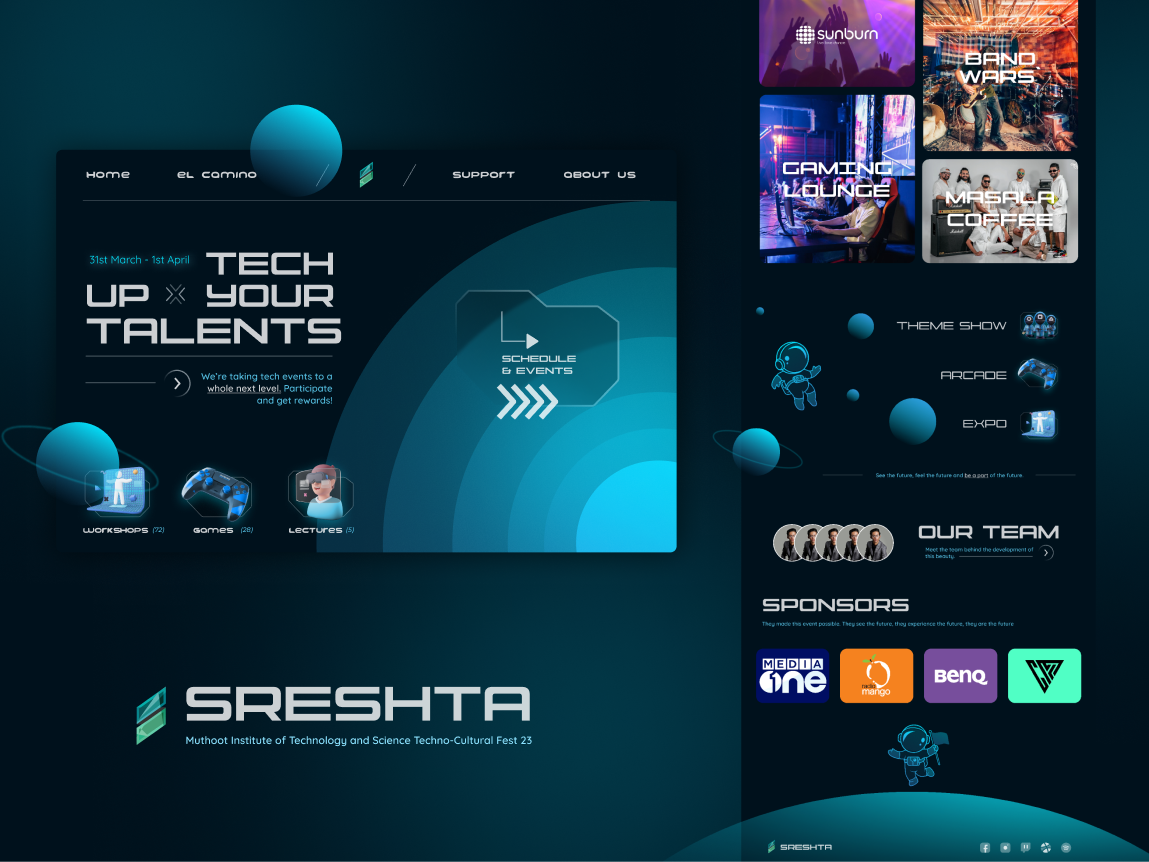 Home
el camino
support
about us
31st March - 1st April
TECH
UP YOUR
TALENTS
We're taking tech events to a
whole next level. Participate
and get rewards!
SCHEDULE
& EVENTS
workshops (72)
Games (28)
Lectures (5)
SRESHTA
Muthoot Institute of Technology and Science Techno-Cultural Fest 23
sunburn
BAND
WARS
GAMING
LOUNGE
MASALA
COFFEE
THEME SHOW
ARCADE
EXPO
See the future, feel the future and be a part of the future
OUR TEAM
Meet the team behind the development of
this beauty
SPONSORS
They made this event possible. They see the future, they experience the future, they are the future
MEDIA
one
radio
mango
BenQ
SRESHTA